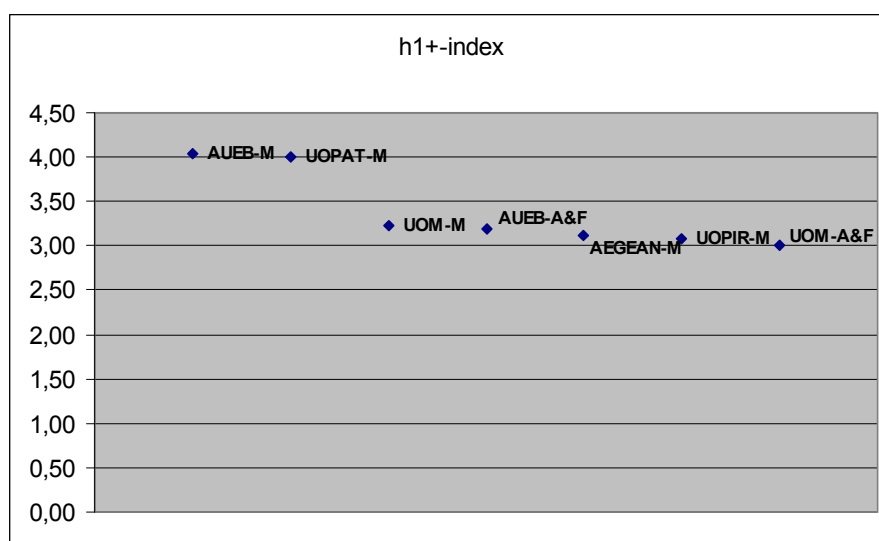 h1+-index
4,50
4,00
3,50
3,00
2,50
2,00
1,50
1,00
0,50
0,00
AUEB-M
UOPAT-M
UOM-M
AUEB-A&F
AEGEAN-M
UOPIR-M
UOM-A&F